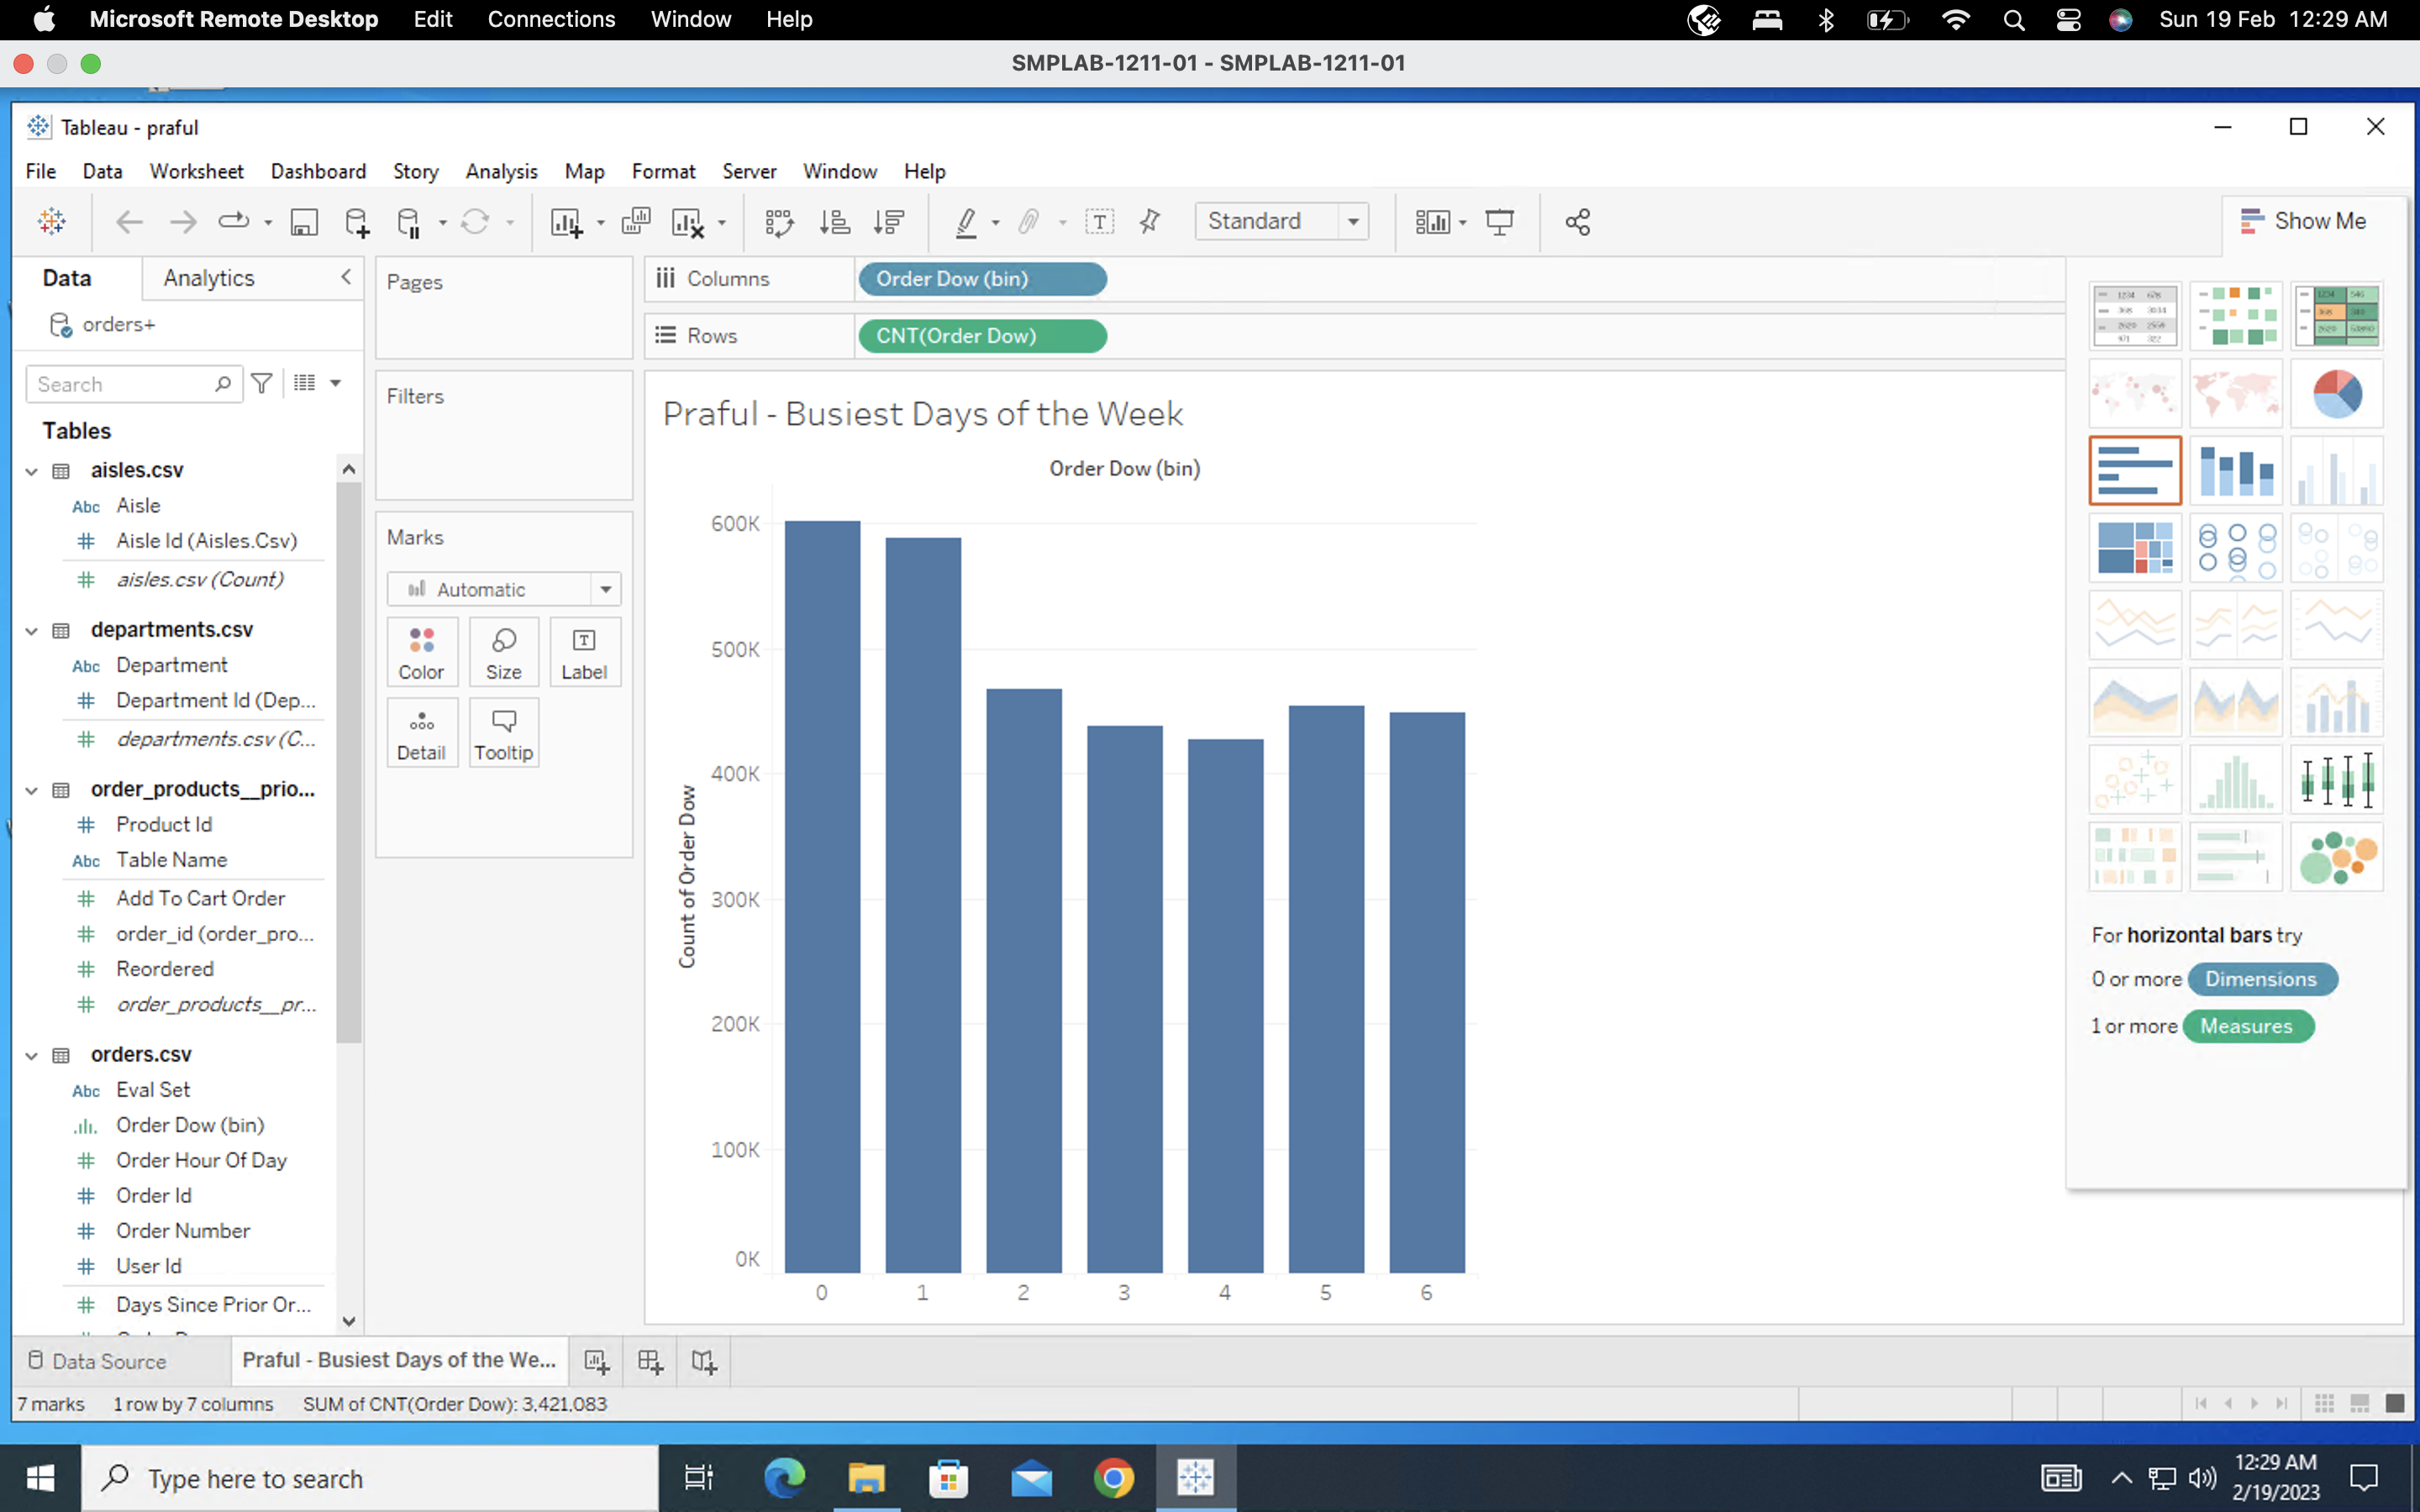 Microsoft Remote Desktop Edit Connections Window Help Sun 19 Feb 12:29 AM
SMPLAB-1211-01 - SMPLAB-1211-01
Tableau - praful
File Data Worksheet Dashboard Story Analysis Map Format Server Window Help
Standard
Show Me
Data Analytics
orders+
Search
Tables
aisles.csv
Abc Aisle
# Aisle Id (Aisles.Csv)
# aisles.csv (Count)
departments.csv
Abc Department
# Department Id (Dep...
# departments.csv (C...
order_products__prio...
# Product Id
Abc Table Name
# Add To Cart Order
# order_id (order_pro...
# Reordered
# order_products__pr...
orders.csv
Abc Eval Set
Order Dow (bin)
# Order Hour Of Day
# Order Id
# Order Number
# User Id
# Days Since Prior Or...
Pages
Filters
Marks
Automatic
Color Size Label
Detail Tooltip
Columns Order Dow (bin)
Rows CNT(Order Dow)
Praful - Busiest Days of the Week
Order Dow (bin)
600K
500K
400K
300K
200K
100K
0K
Count of Order Dow
0 1 2 3 4 5 6
For horizontal bars try
0 or more Dimensions
1 or more Measures
Data Source Praful - Busiest Days of the We...
7 marks 1 row by 7 columns SUM of CNT(Order Dow): 3,421,083
Type here to search
12:29 AM
2/19/2023